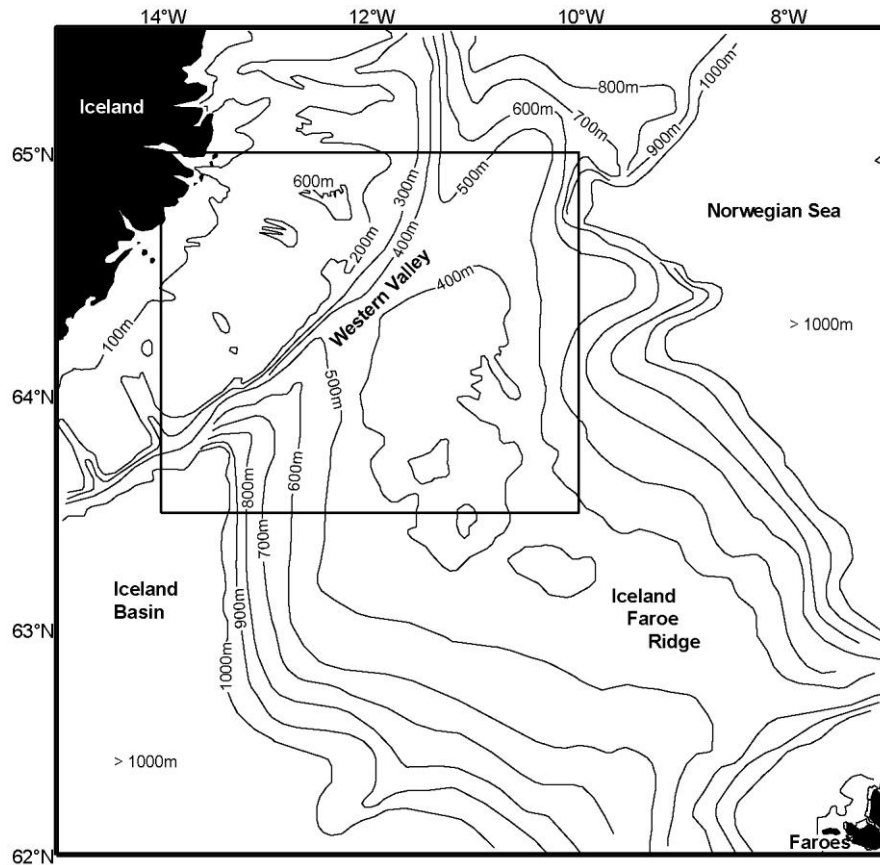 14°W 12°W 10°W 8°W
1000m
800m
Iceland
600m
700m
900m
65°N
500m
600m
300m
Norwegian Sea
200m
400m
Western Valley
400m
100m
> 1000m
64°N
500m
600m
800m
700m
Iceland
Basin
900m
Iceland
Faroe
Ridge
63°N
1000m
> 1000m
Faroes
62°N